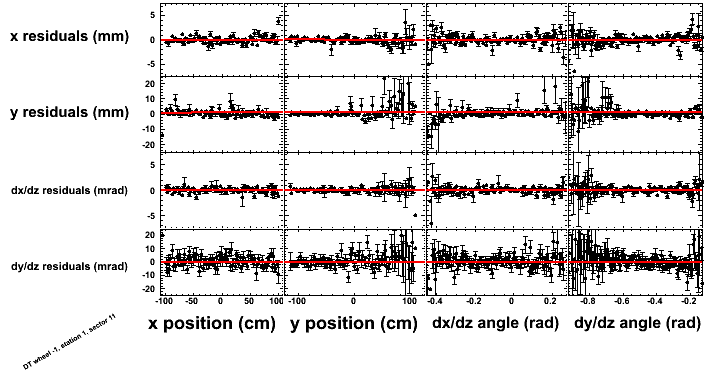 x residuals (mm)
5
0
-5
y residuals (mm)
20
10
0
-10
-20
dx/dz residuals (mrad)
5
0
-5
dy/dz residuals (mrad)
20
10
0
-10
-20
-100 -50 0 50 100 -100 0 100 -0.4 -0.2 0 0.2 -0.8 -0.6 -0.4 -0.2
x position (cm) y position (cm) dx/dz angle (rad) dy/dz angle (rad)
DT wheel -1, station 1, sector 11